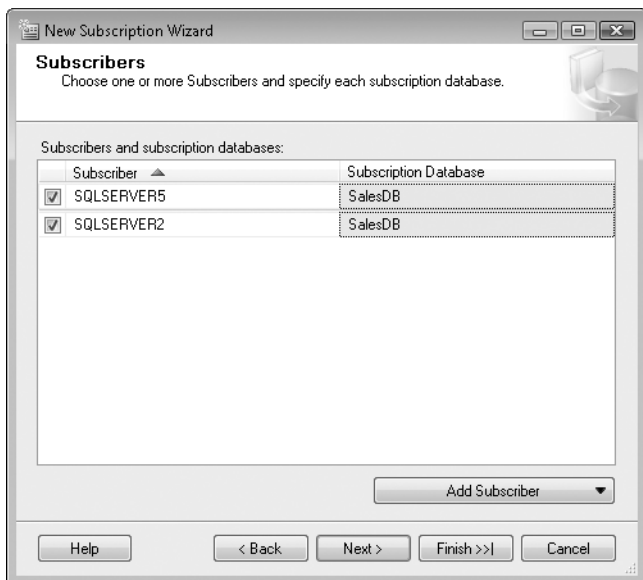 New Subscription Wizard
Subscribers
Choose one or more Subscribers and specify each subscription database.
Subscribers and subscription databases:
Subscriber Subscription Database
SQLSERVER5 SalesDB
SQLSERVER2 SalesDB
Add Subscriber
Help < Back Next > Finish >>| Cancel